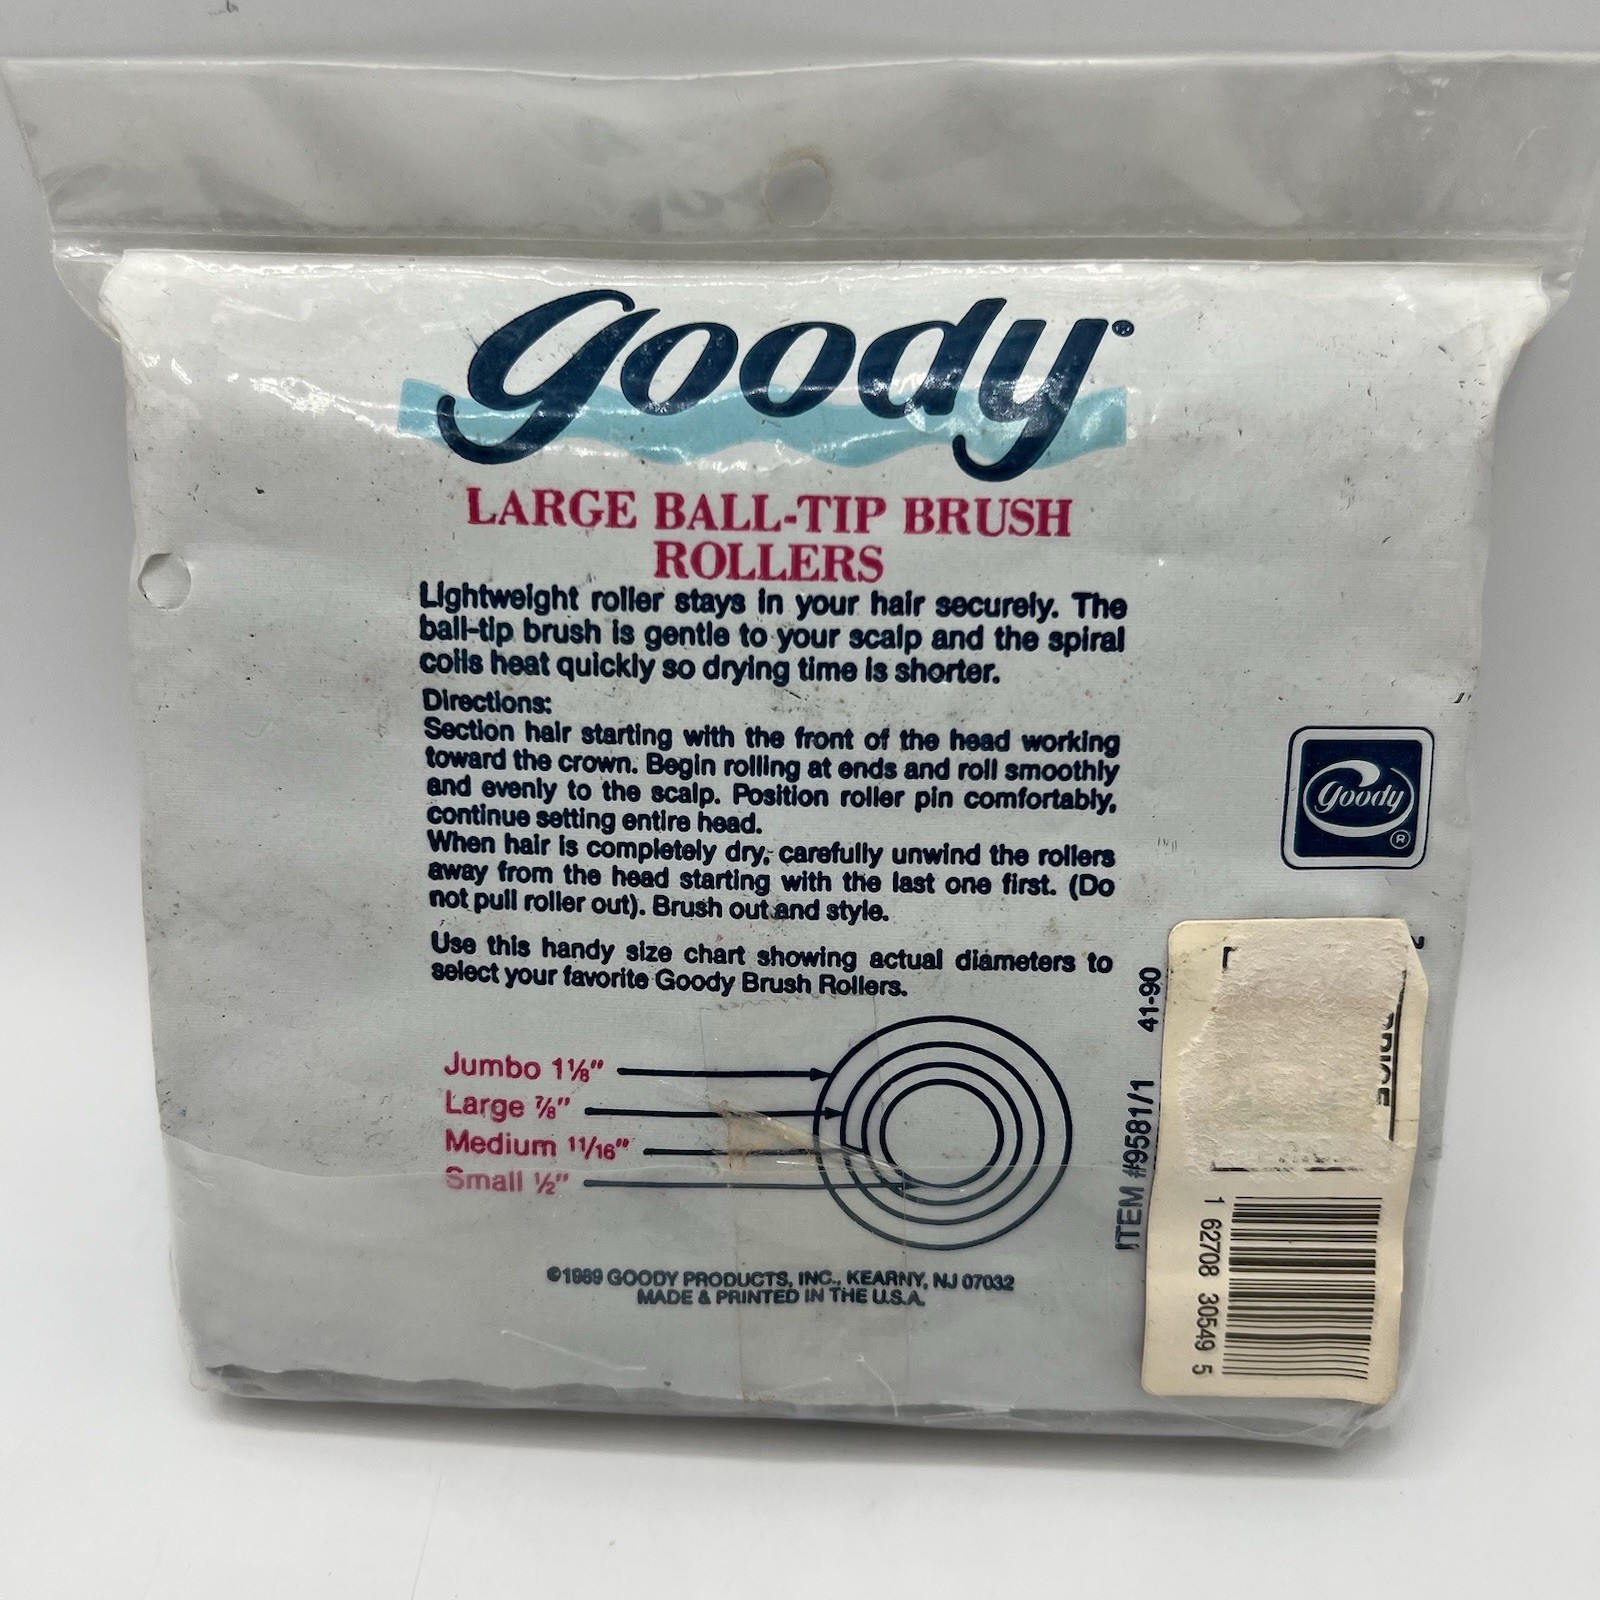 goody®
LARGE BALL-TIP BRUSH
ROLLERS
Lightweight roller stays in your hair securely. The
ball-tip brush is gentle to your scalp and the spiral
coils heat quickly so drying time is shorter.
Directions:
Section hair starting with the front of the head working
toward the crown. Begin rolling at ends and roll smoothly
and evenly to the scalp. Position roller pin comfortably,
continue setting entire head.
When hair is completely dry, carefully unwind the rollers
away from the head starting with the last one first. (Do
not pull roller out). Brush out and style.
Use this handy size chart showing actual diameters to
select your favorite Goody Brush Rollers.
Jumbo 1⅛"
Large ⅞"
Medium 11/16"
Small ½"
©1989 GOODY PRODUCTS, INC., KEARNY, NJ 07032
MADE & PRINTED IN THE U.S.A.
goody ®
ITEM #9581/1 41-90
PRICE
1 62708 30549 5